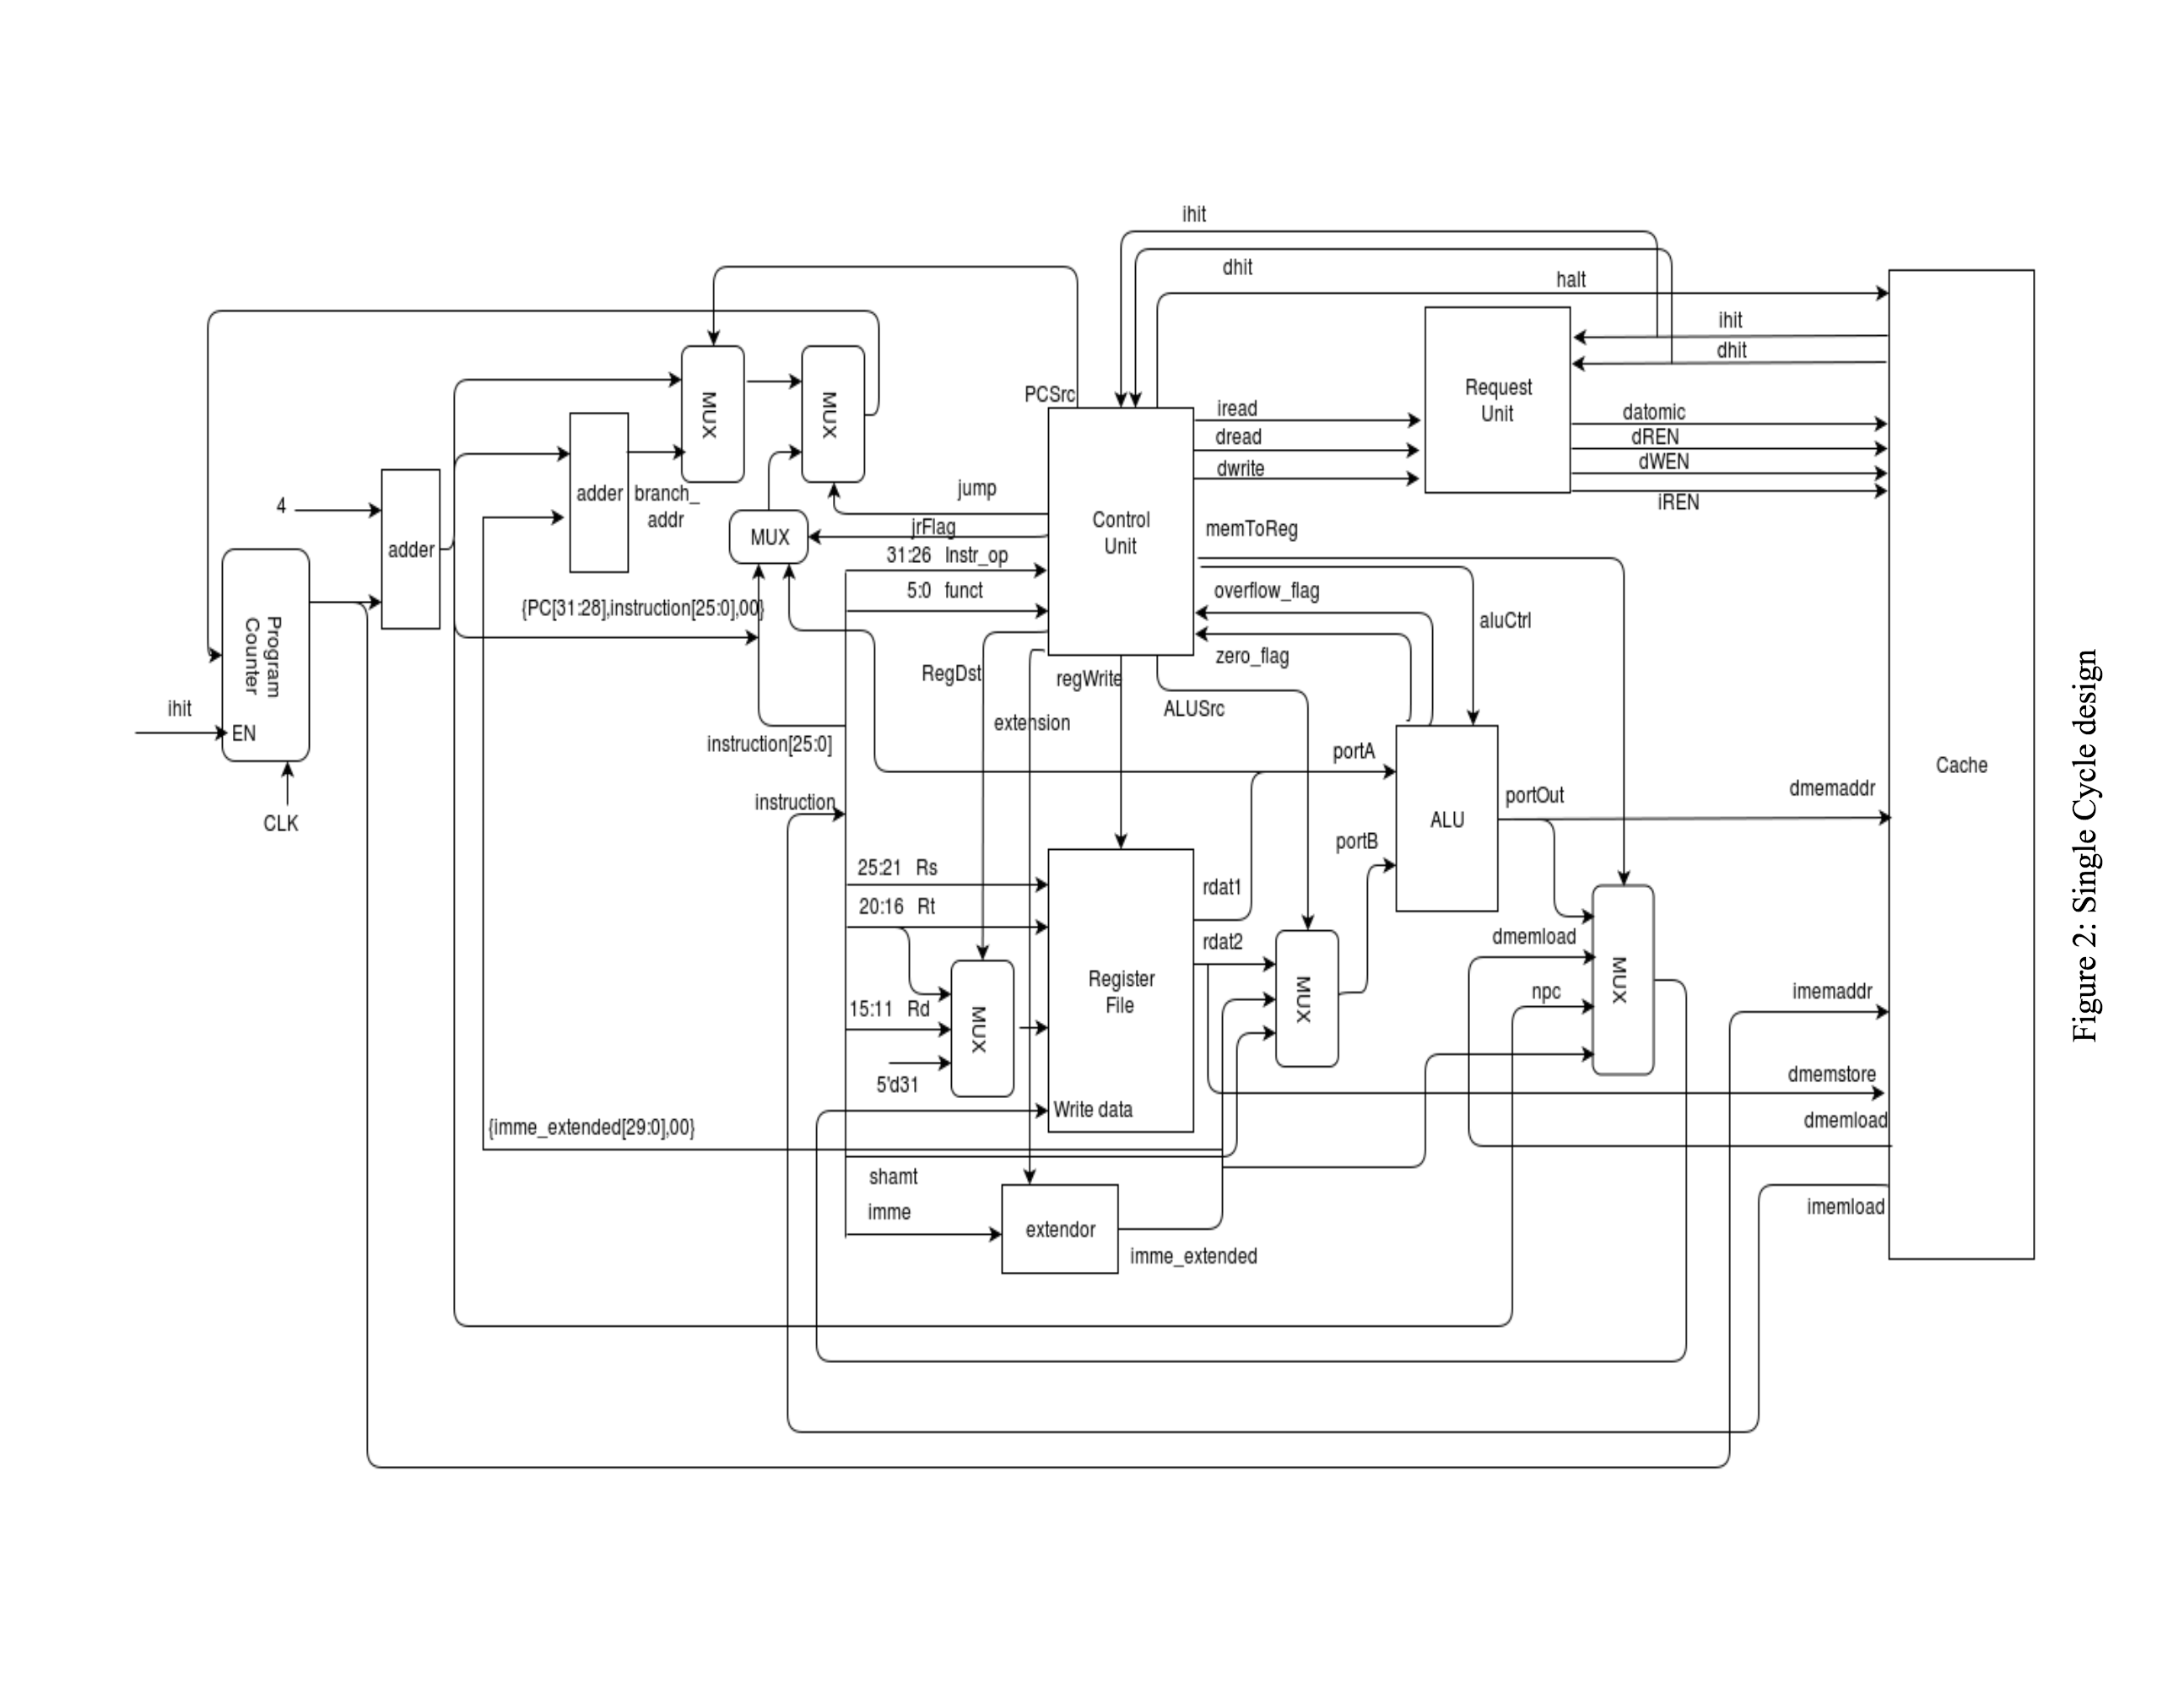 ihit
dhit
halt
ihit
dhit
PCSrc
MUX
MUX
Request
Unit
iread
dread
dwrite
datomic
dREN
dWEN
iREN
4
adder
adder
branch_
addr
MUX
jump
jrFlag
31:26 Instr_op
5:0 funct
Control
Unit
memToReg
overflow_flag
zero_flag
aluCtrl
{PC[31:28],instruction[25:0],00}
Program
Counter
ihit
EN
CLK
RegDst
regWrite
extension
ALUSrc
instruction[25:0]
instruction
portA
portB
ALU
portOut
dmemaddr
Cache
25:21 Rs
20:16 Rt
15:11 Rd
5'd31
MUX
Register
File
Write data
rdat1
rdat2
MUX
dmemload
npc
MUX
imemaddr
dmemstore
dmemload
imemload
{imme_extended[29:0],00}
shamt
imme
extendor
imme_extended
Figure 2: Single Cycle design